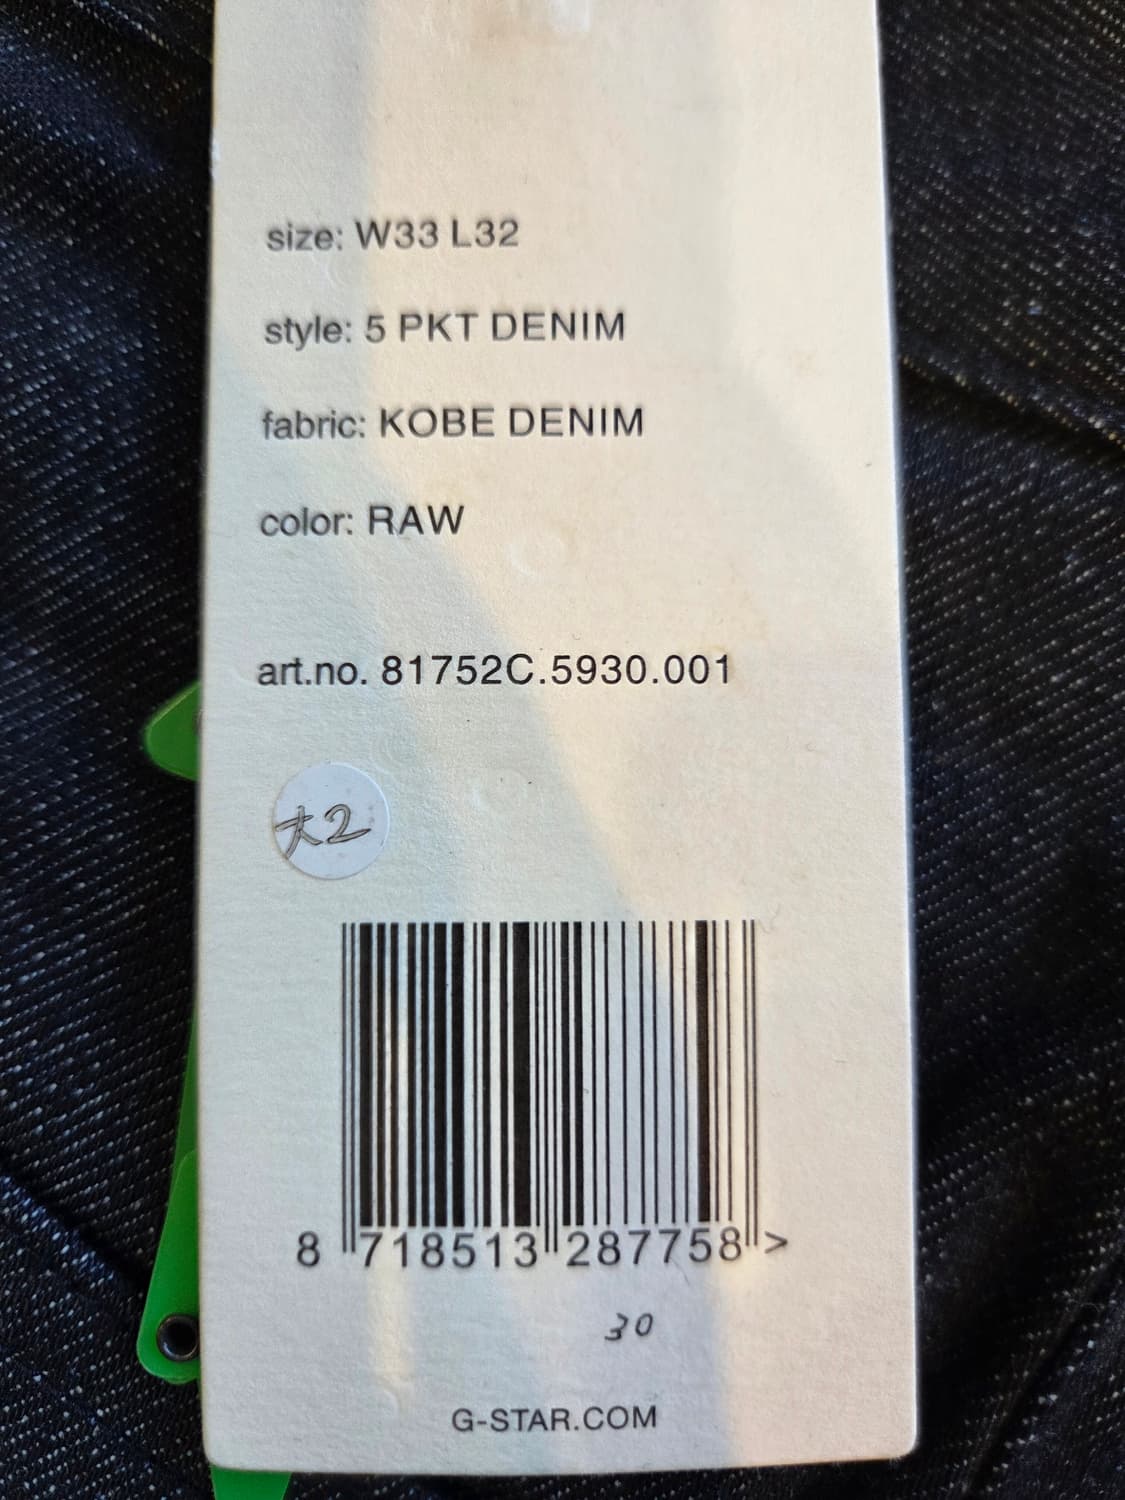 size: W33 L32
style: 5 PKT DENIM
fabric: KOBE DENIM
color: RAW
art.no. 81752C.5930.001
大2
8 718513 287758 >
30
G-STAR.COM